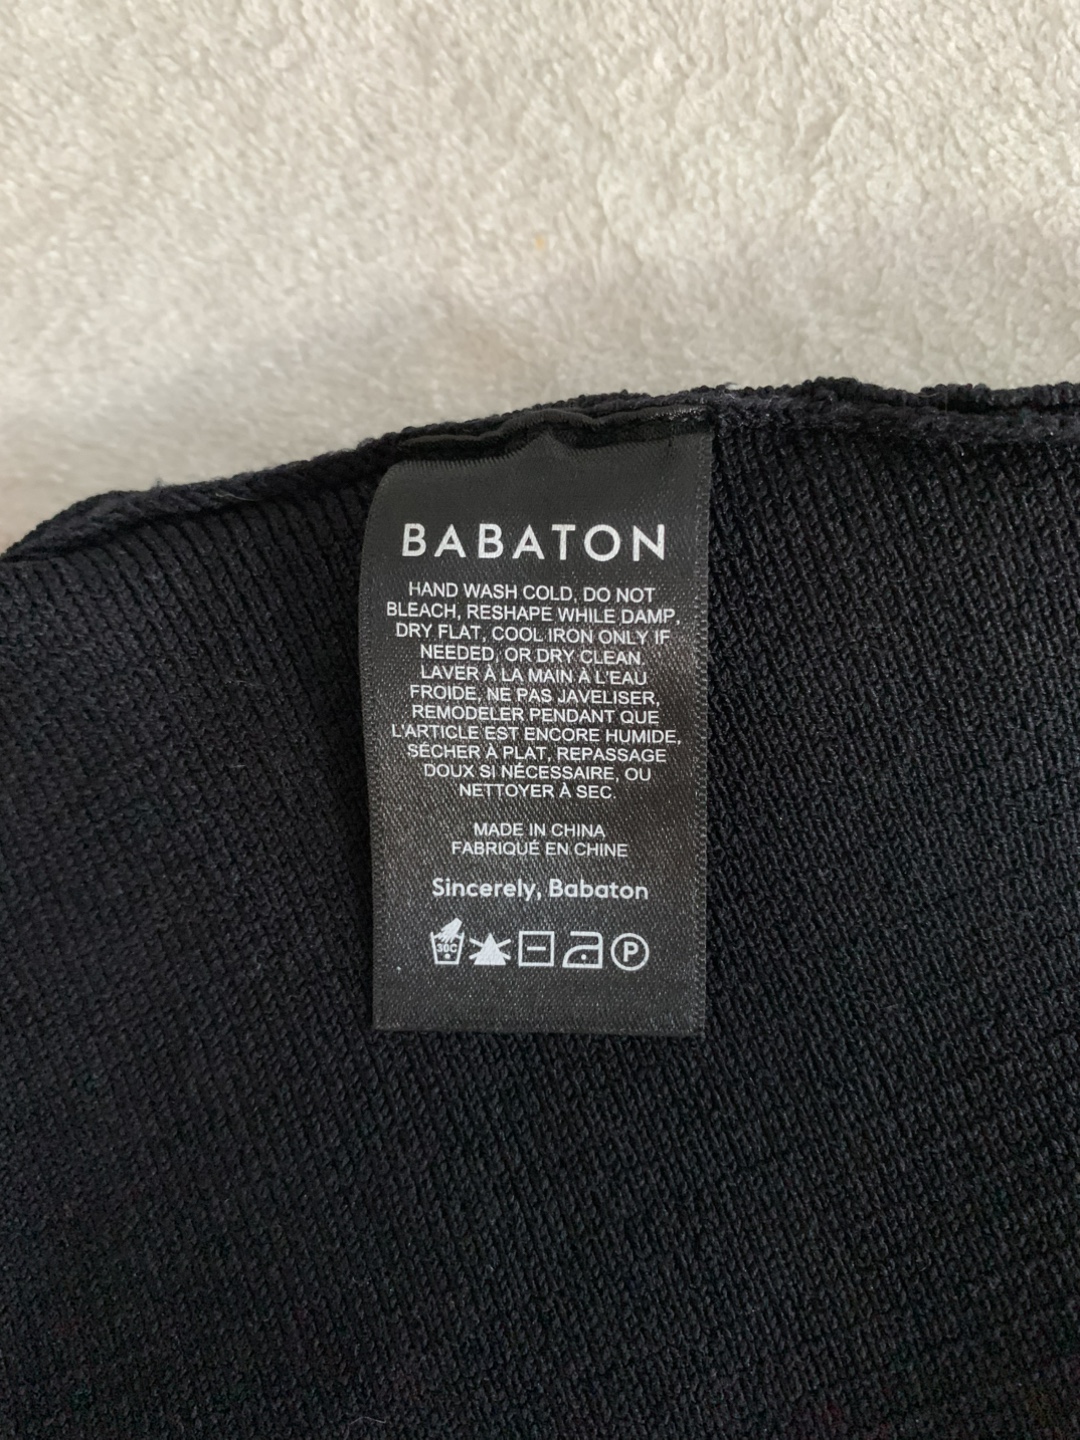 BABATON
HAND WASH COLD, DO NOT
BLEACH, RESHAPE WHILE DAMP,
DRY FLAT, COOL IRON ONLY IF
NEEDED, OR DRY CLEAN.
LAVER À LA MAIN À L'EAU
FROIDE, NE PAS JAVELISER,
REMODELER PENDANT QUE
L'ARTICLE EST ENCORE HUMIDE,
SÉCHER À PLAT, REPASSAGE
DOUX SI NÉCESSAIRE, OU
NETTOYER À SEC.
MADE IN CHINA
FABRIQUÉ EN CHINE
Sincerely, Babaton
30C P